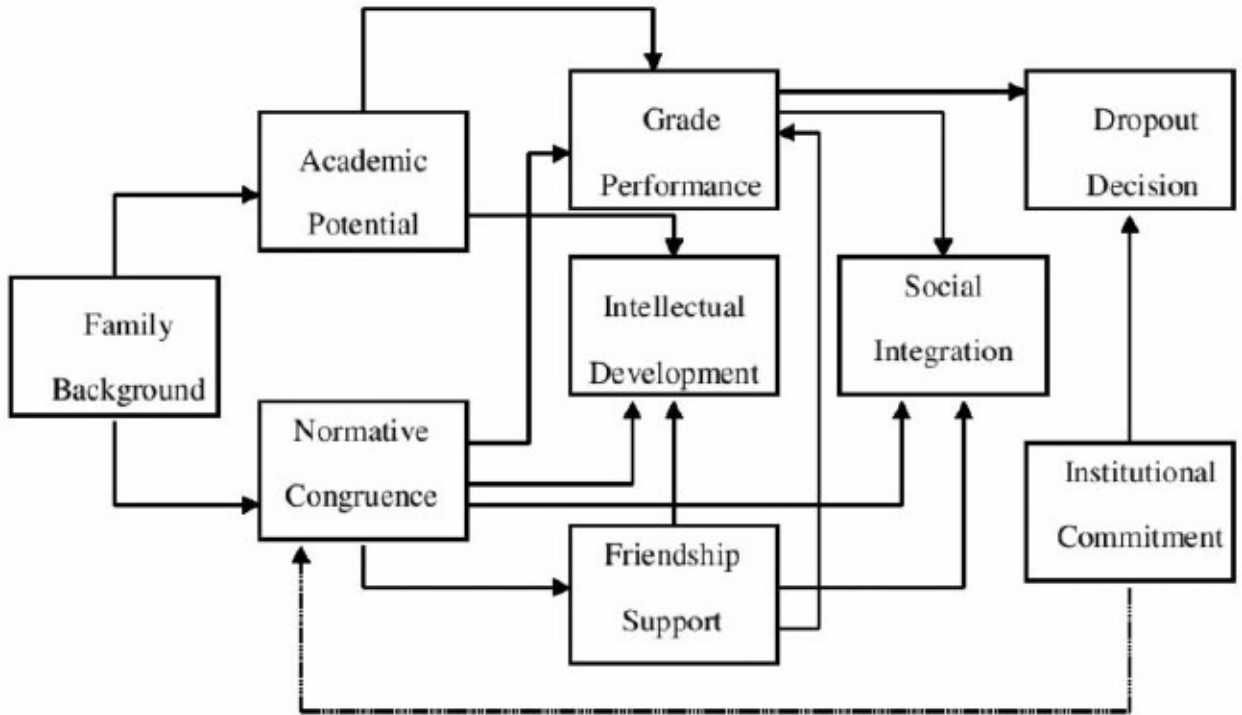 Grade
Performance
Dropout
Decision
Academic
Potential
Family
Background
Intellectual
Development
Social
Integration
Normative
Congruence
Institutional
Commitment
Friendship
Support